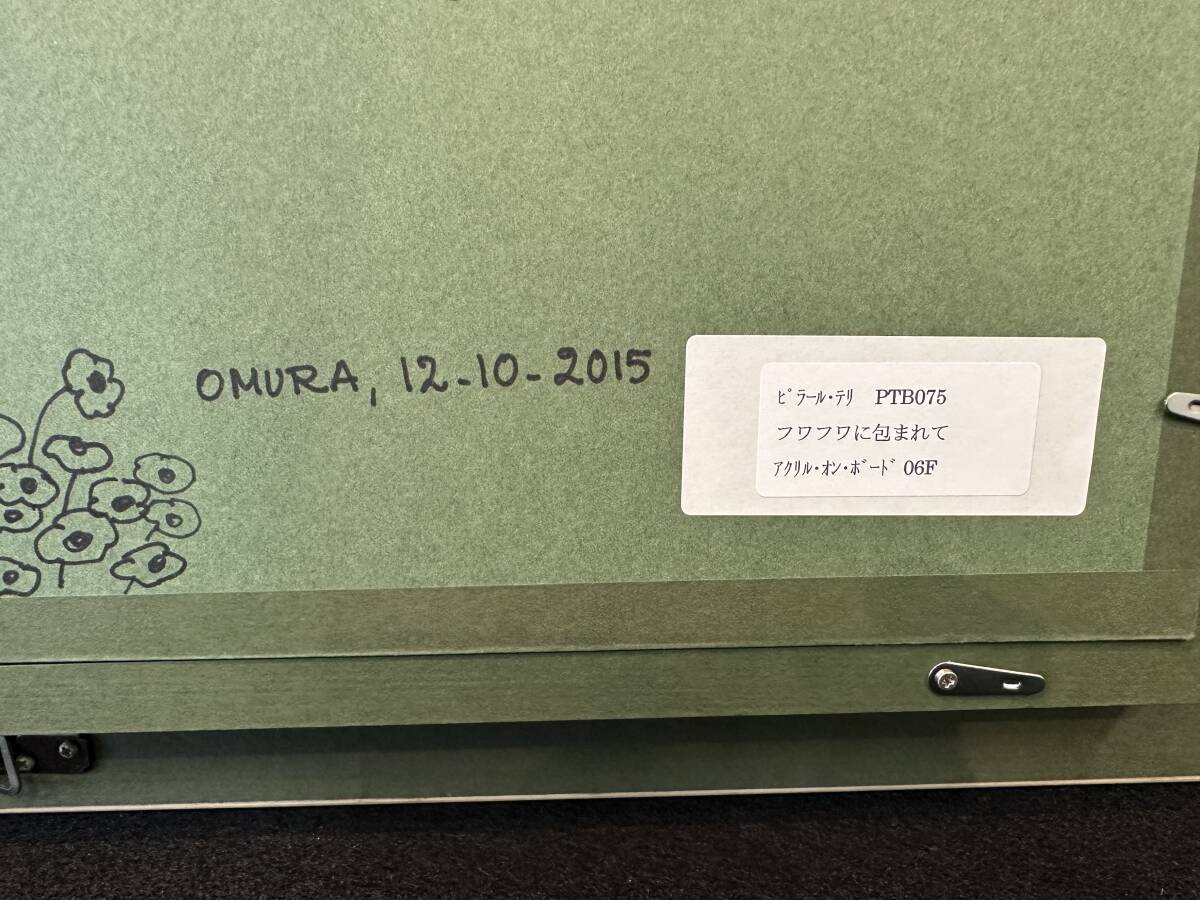 OMURA, 12-10-2015
ﾋﾟﾗｰﾙ・ﾃﾘ PTB075
フワフワに包まれて
ｱｸﾘﾙ・ｵﾝ・ﾎﾞｰﾄﾞ 06F